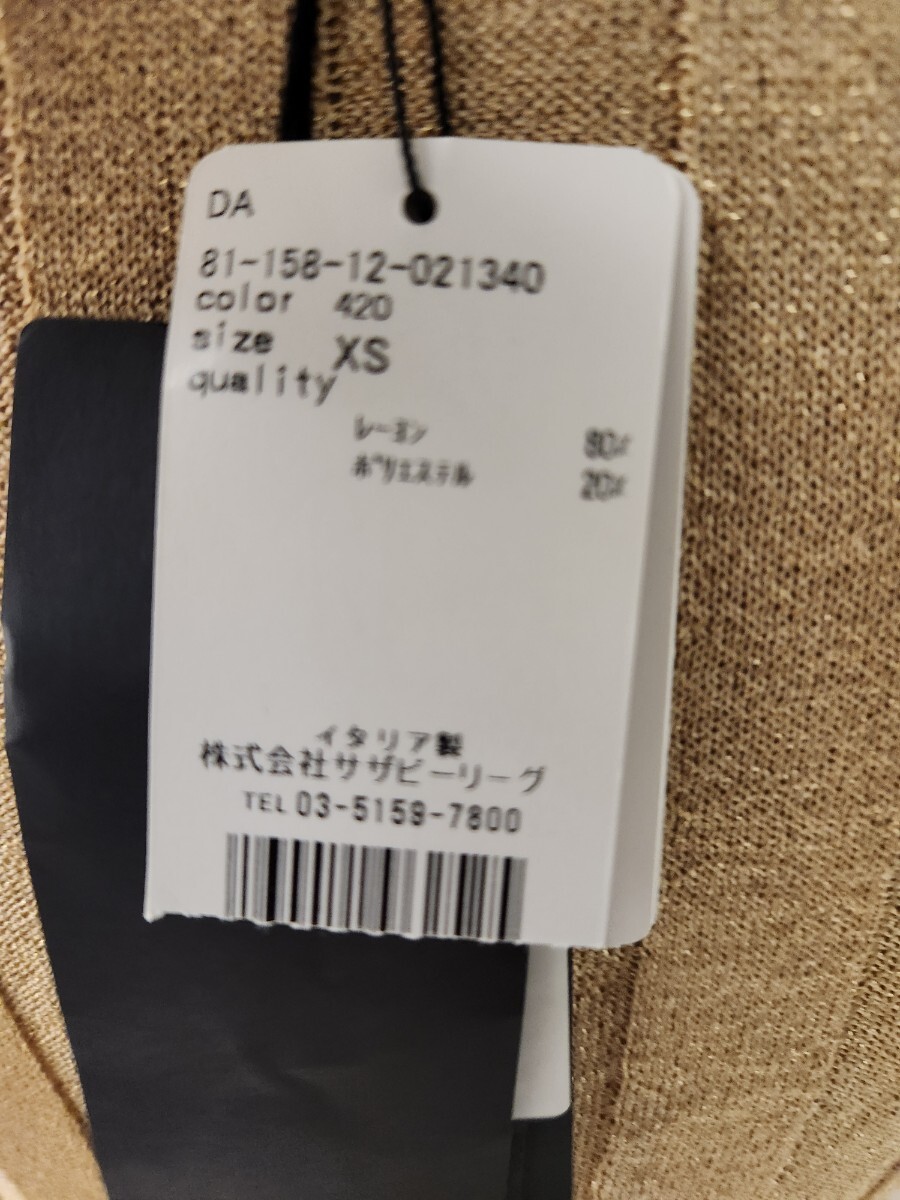 DA
81-158-12-021340
color 420
size XS
quality
レーヨン 80%
ポリエステル 20%
イタリア製
株式会社サザビーリーグ
TEL 03-5159-7800